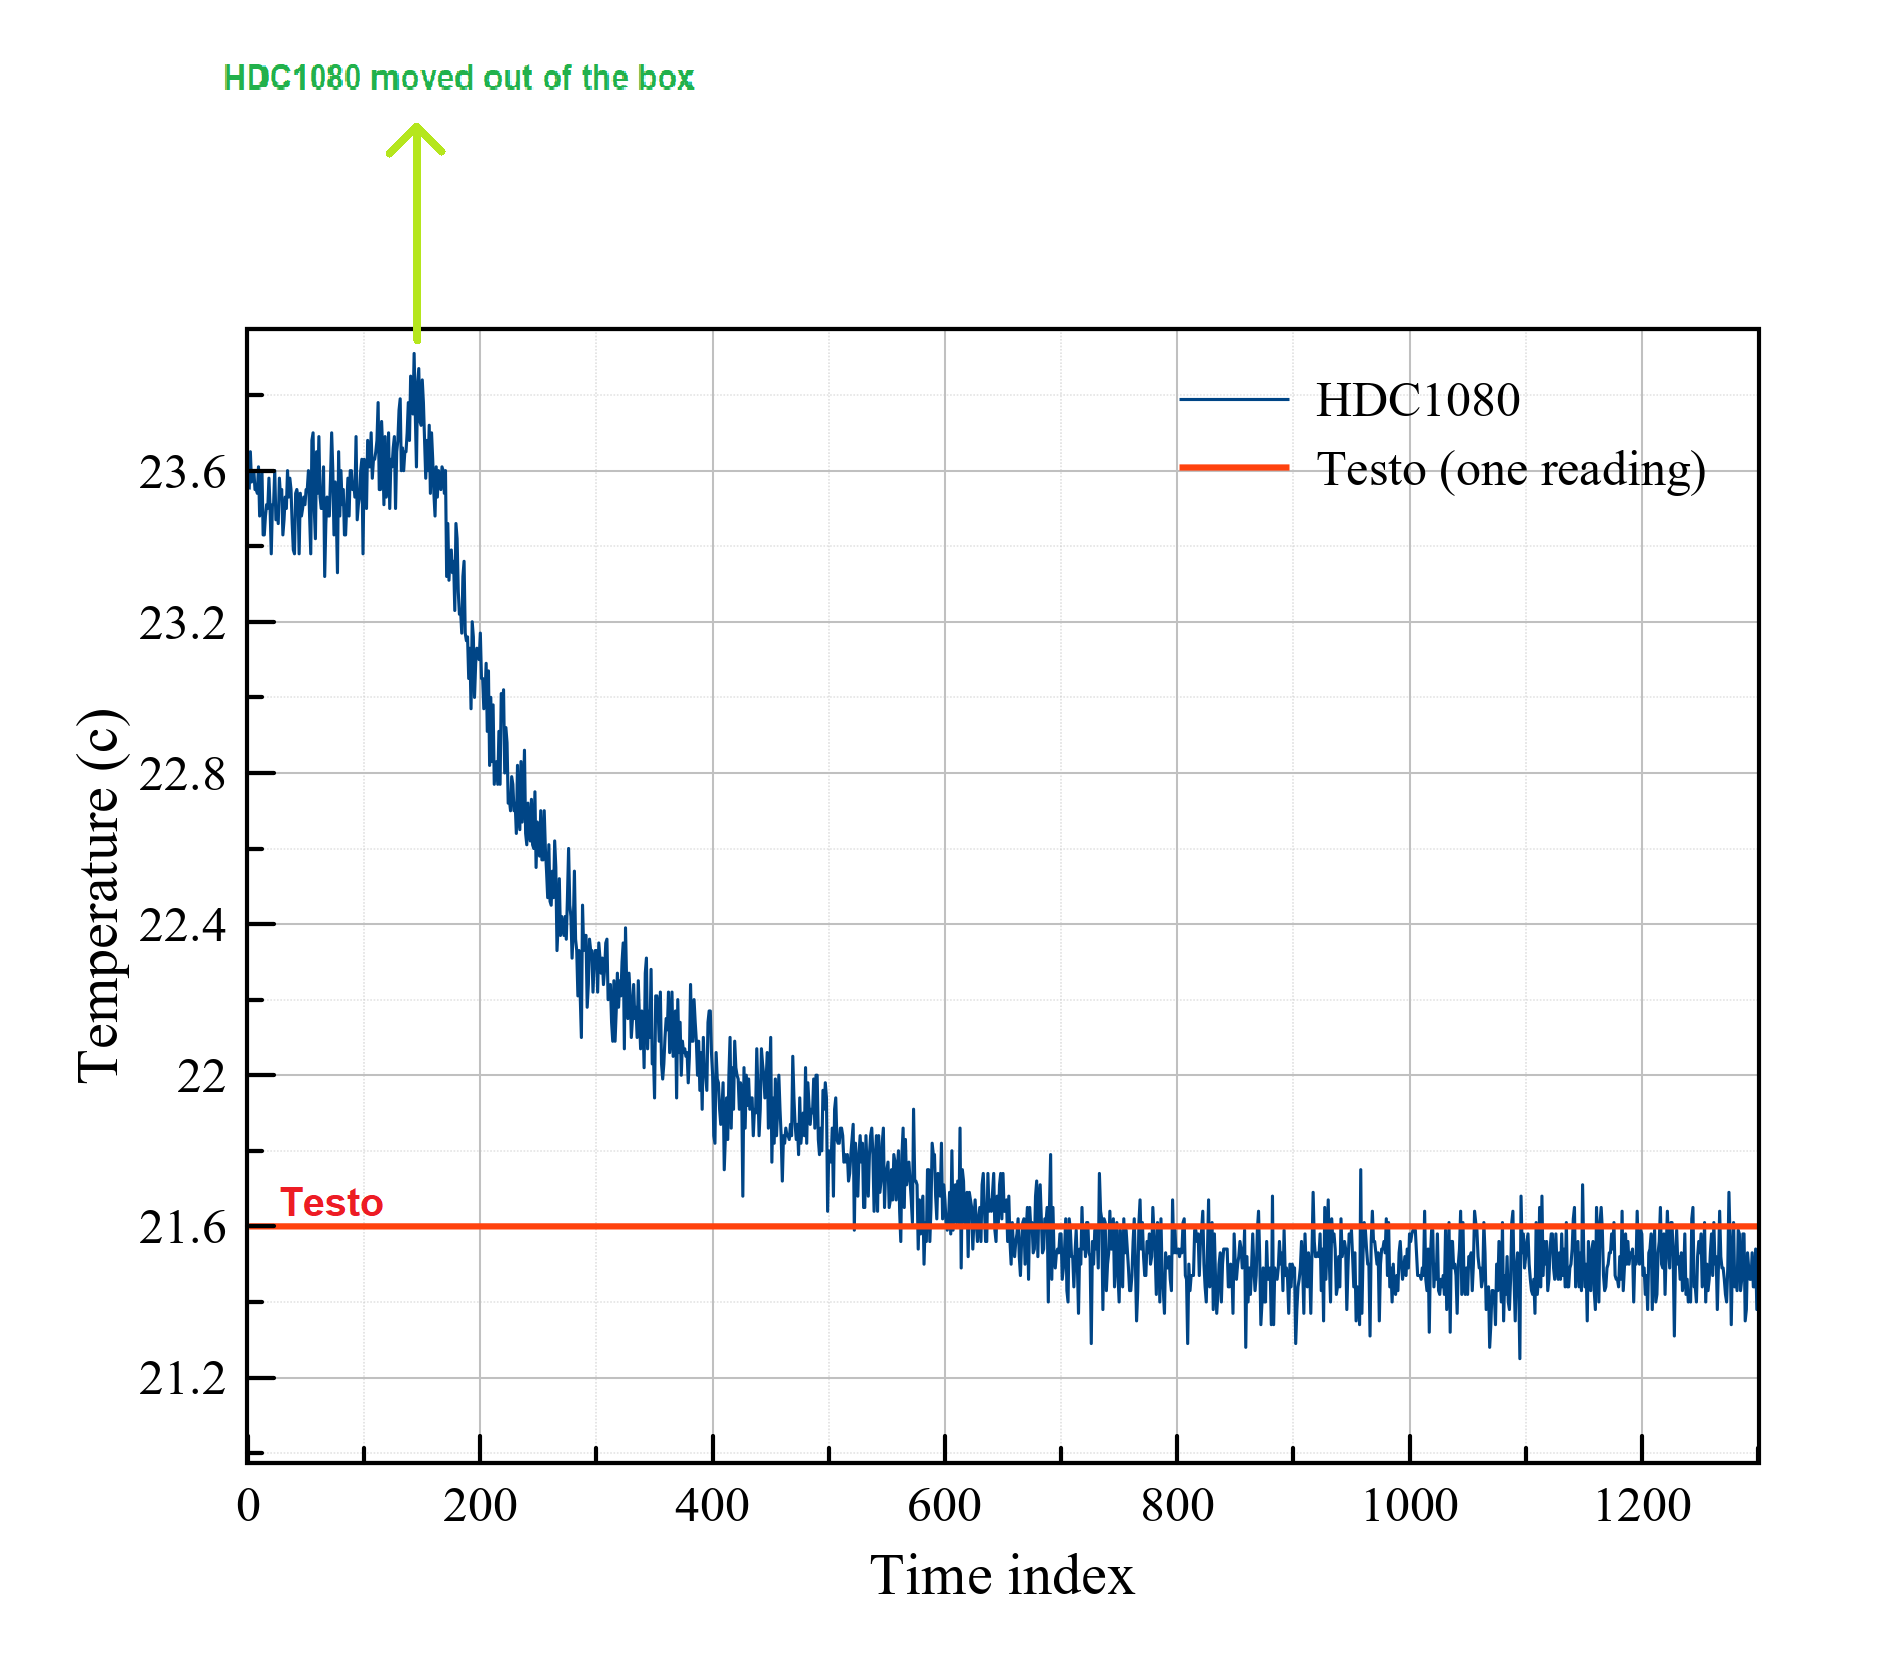 HDC1080 moved out of the box
HDC1080
Testo (one reading)
23.6
23.2
22.8
22.4
22
21.6
21.2
Temperature (c)
Testo
0 200 400 600 800 1000 1200
Time index